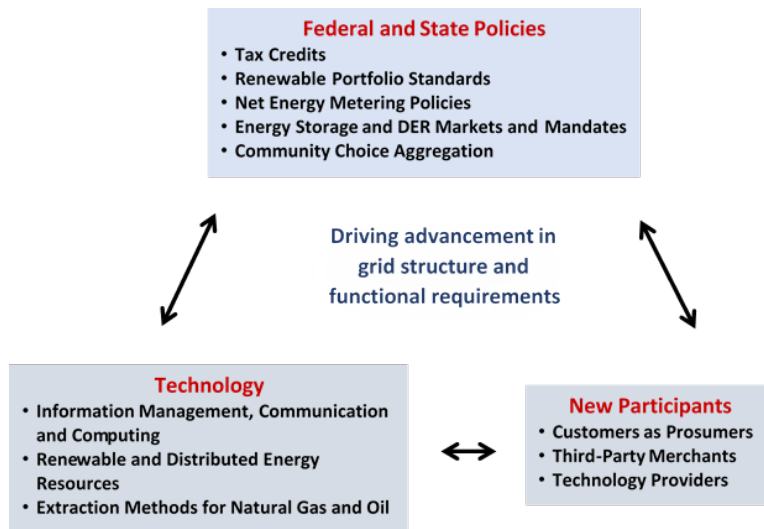 Federal and State Policies
• Tax Credits
• Renewable Portfolio Standards
• Net Energy Metering Policies
• Energy Storage and DER Markets and Mandates
• Community Choice Aggregation
Driving advancement in
grid structure and
functional requirements
Technology
• Information Management, Communication
and Computing
• Renewable and Distributed Energy
Resources
• Extraction Methods for Natural Gas and Oil
New Participants
• Customers as Prosumers
• Third-Party Merchants
• Technology Providers